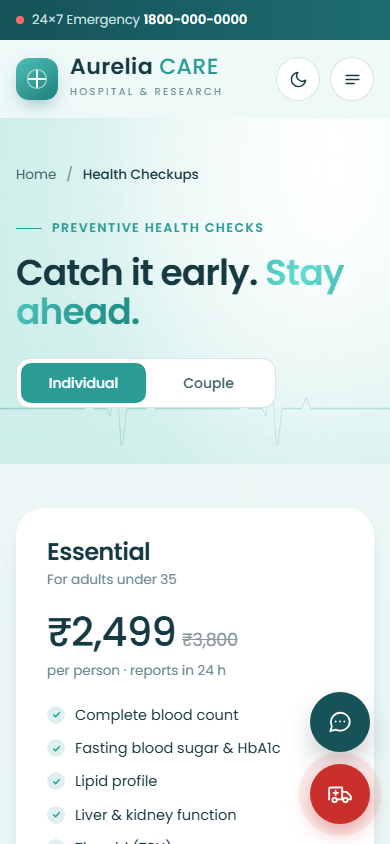 24×7 Emergency 1800-000-0000
Aurelia CARE
HOSPITAL & RESEARCH
Home / Health Checkups
PREVENTIVE HEALTH CHECKS
Catch it early. Stay
ahead.
Individual Couple
Essential
For adults under 35
₹2,499 ₹3,800
per person · reports in 24 h
Complete blood count
Fasting blood sugar & HbA1c
Lipid profile
Liver & kidney function